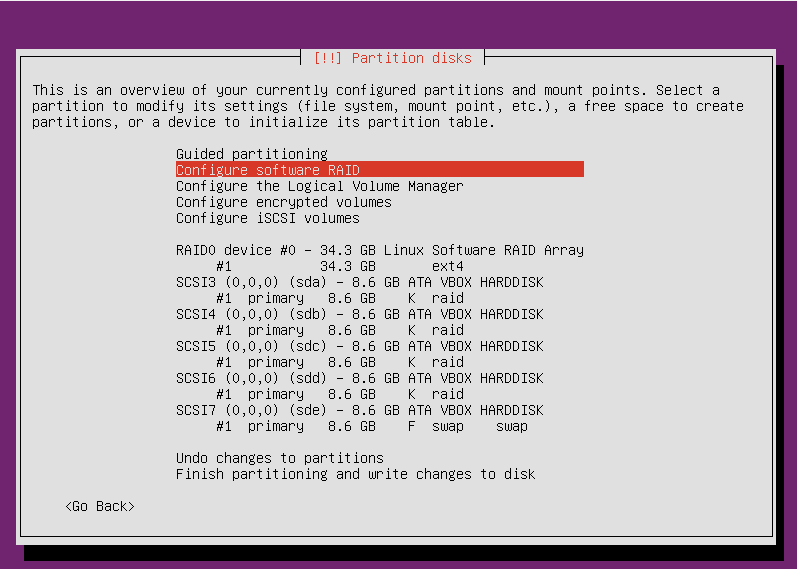 [!!] Partition disks
This is an overview of your currently configured partitions and mount points. Select a
partition to modify its settings (file system, mount point, etc.), a free space to create
partitions, or a device to initialize its partition table.
Guided partitioning
Configure software RAID
Configure the Logical Volume Manager
Configure encrypted volumes
Configure iSCSI volumes
RAID0 device #0 - 34.3 GB Linux Software RAID Array
#1 34.3 GB ext4
SCSI3 (0,0,0) (sda) - 8.6 GB ATA VBOX HARDDISK
#1 primary 8.6 GB K raid
SCSI4 (0,0,0) (sdb) - 8.6 GB ATA VBOX HARDDISK
#1 primary 8.6 GB K raid
SCSI5 (0,0,0) (sdc) - 8.6 GB ATA VBOX HARDDISK
#1 primary 8.6 GB K raid
SCSI6 (0,0,0) (sdd) - 8.6 GB ATA VBOX HARDDISK
#1 primary 8.6 GB K raid
SCSI7 (0,0,0) (sde) - 8.6 GB ATA VBOX HARDDISK
#1 primary 8.6 GB F swap swap
Undo changes to partitions
Finish partitioning and write changes to disk
<Go Back>